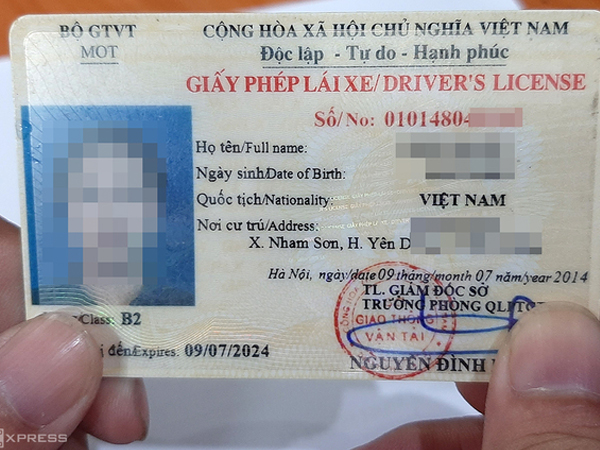 BỘ GTVT
MOT
CỘNG HÒA XÃ HỘI CHỦ NGHĨA VIỆT NAM
Độc lập - Tự do - Hạnh phúc
GIẤY PHÉP LÁI XE/DRIVER'S LICENSE
Số/No: 01014804
Họ tên/Full name:
Ngày sinh/Date of Birth:
Quốc tịch/Nationality: VIỆT NAM
Nơi cư trú/Address:
X. Nham Sơn, H. Yên
Hà Nội, ngày/date 09 tháng/month 07 năm/year 2014
TL. GIÁM ĐỐC SỞ
TRƯỞNG PHÒNG
GIAO THÔNG
VẬN TẢI
NGUYỄN ĐÌNH
/Class: B2
đến/Expires: 09/07/2024
XPRESS